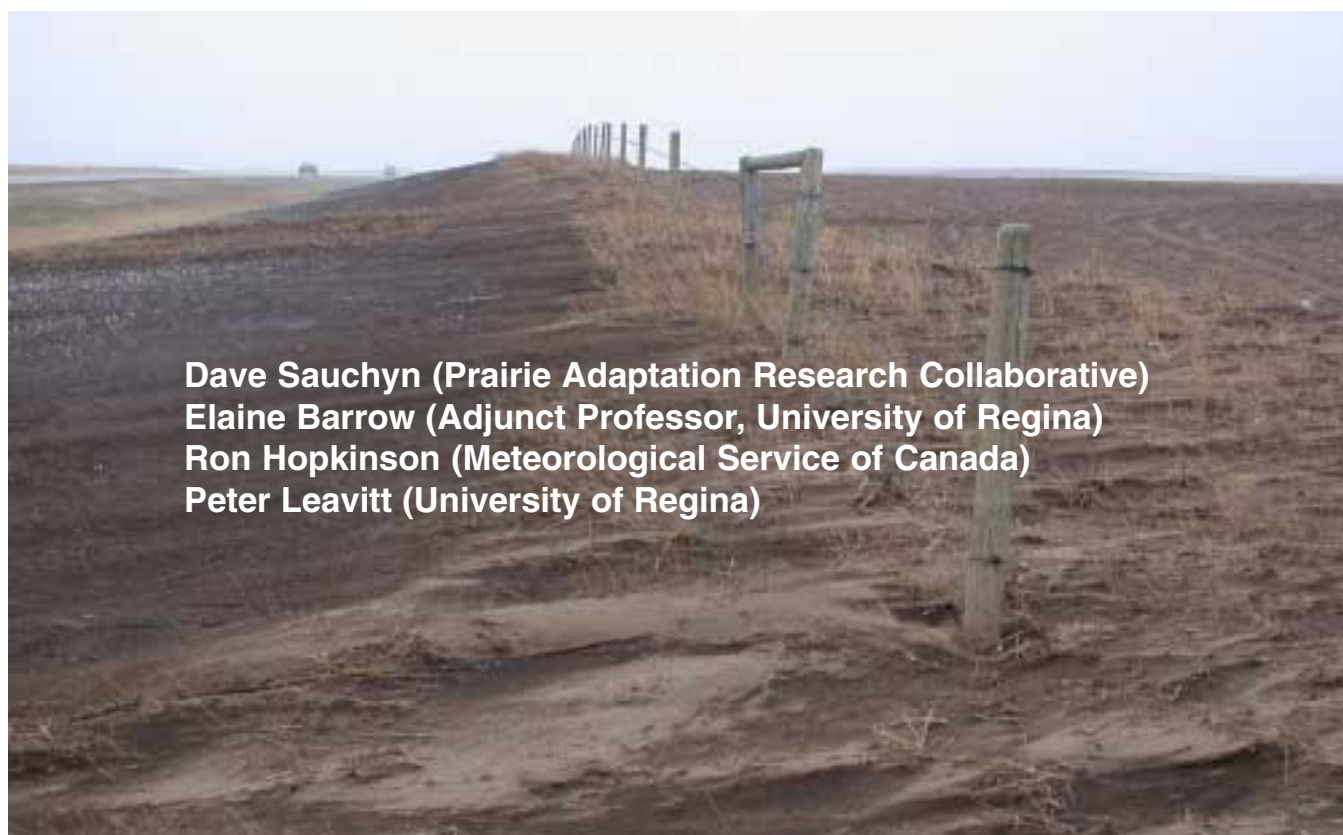 Dave Sauchyn (Prairie Adaptation Research Collaborative)
Elaine Barrow (Adjunct Professor, University of Regina)
Ron Hopkinson (Meteorological Service of Canada)
Peter Leavitt (University of Regina)